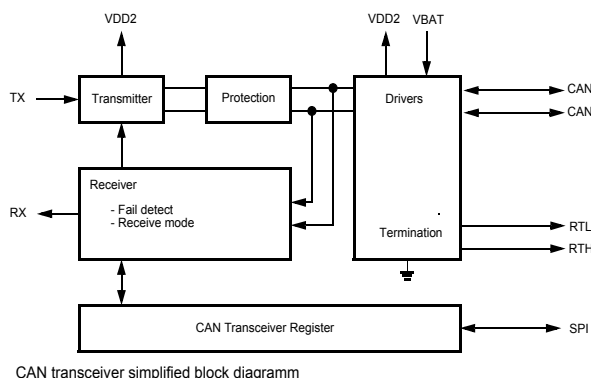 VDD2
VDD2
VBAT
TX
Transmitter
Protection
Drivers
CAN
CAN
Receiver
- Fail detect
- Receive mode
RX
Termination
RTL
RTH
CAN Transceiver Register
SPI
CAN transceiver simplified block diagramm